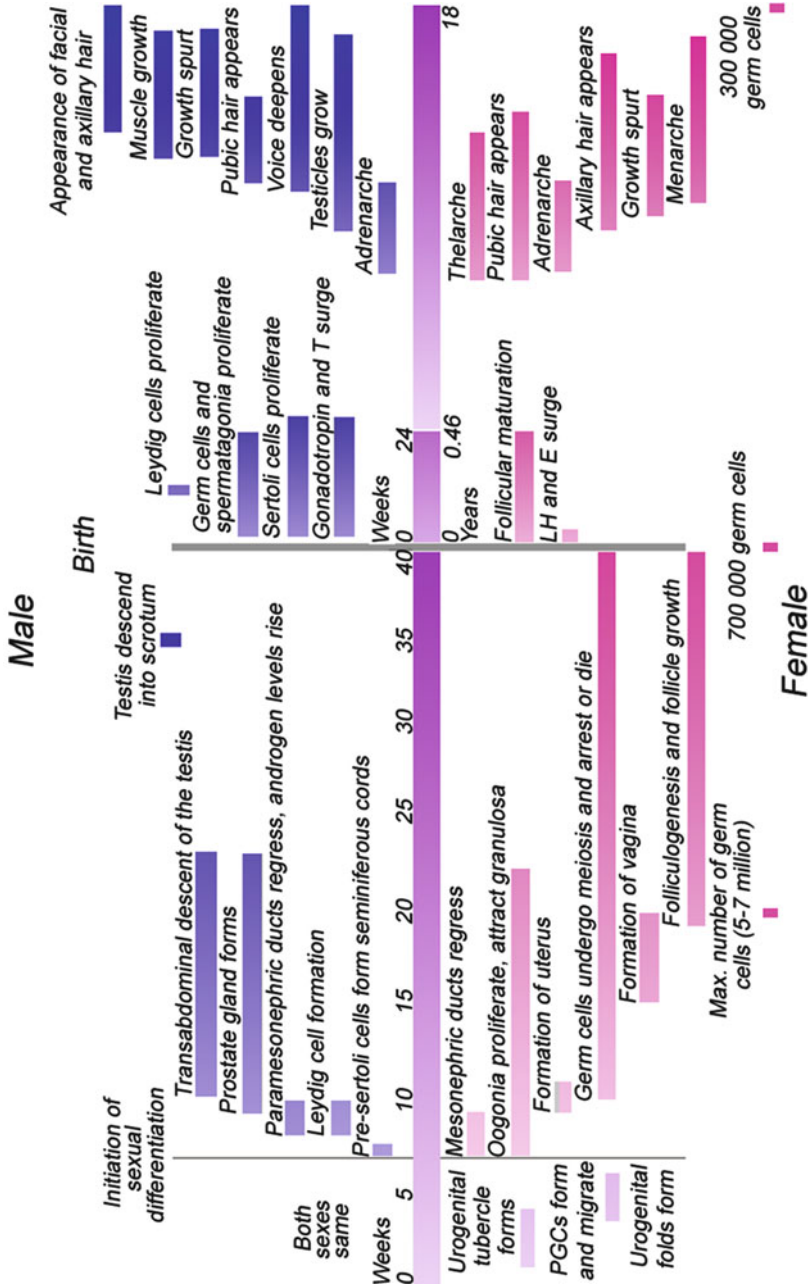 Male
Initiation of
sexual
differentiation
Birth
Testis descend
into scrotum
Appearance of facial
and axillary hair
Transabdominal descent of the testis
Leydig cells proliferate
Muscle growth
Prostate gland forms
Germ cells and
spermatagonia proliferate
Growth spurt
Paramesonephric ducts regress, androgen levels rise
Sertoli cells proliferate
Pubic hair appears
Both
sexes
same
Leydig cell formation
Gonadotropin and T surge
Voice deepens
Testicles grow
Pre-sertoli cells form seminiferous cords
Adrenarche
Weeks
0 5 10 15 20 25 30 35 40
Weeks
0 24
Years
0 0.46 18
Urogenital
tubercle
forms
Mesonephric ducts regress
Thelarche
Oogonia proliferate, attract granulosa
Follicular maturation
Pubic hair appears
PGCs form
and migrate
Formation of uterus
LH and E surge
Adrenarche
Germ cells undergo meiosis and arrest or die
Axillary hair appears
Urogenital
folds form
Formation of vagina
Growth spurt
Folliculogenesis and follicle growth
Menarche
Max. number of germ
cells (5-7 million)
700 000 germ cells
300 000
germ cells
Female